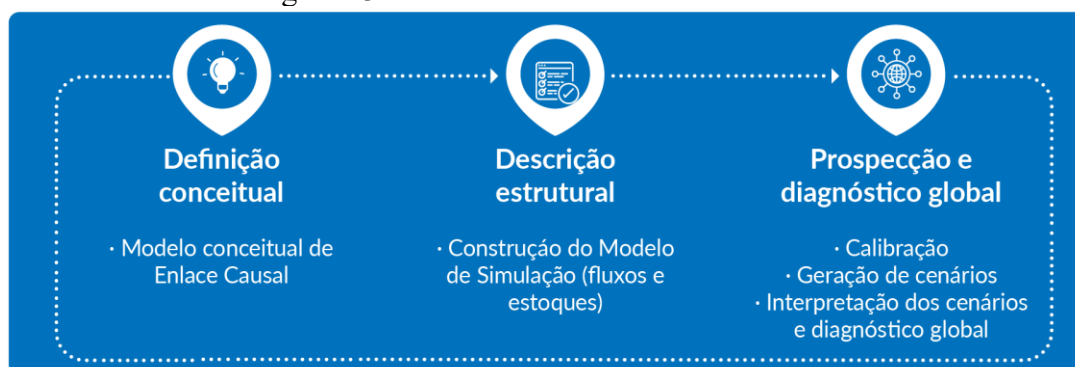 Definição
conceitual
· Modelo conceitual de
Enlace Causal
Descrição
estrutural
· Construçáo do Modelo
de Simulação (fluxos e
estoques)
Prospecção e
diagnóstico global
· Calibração
· Geração de cenários
· Interpretação dos cenários
e diagnóstico global